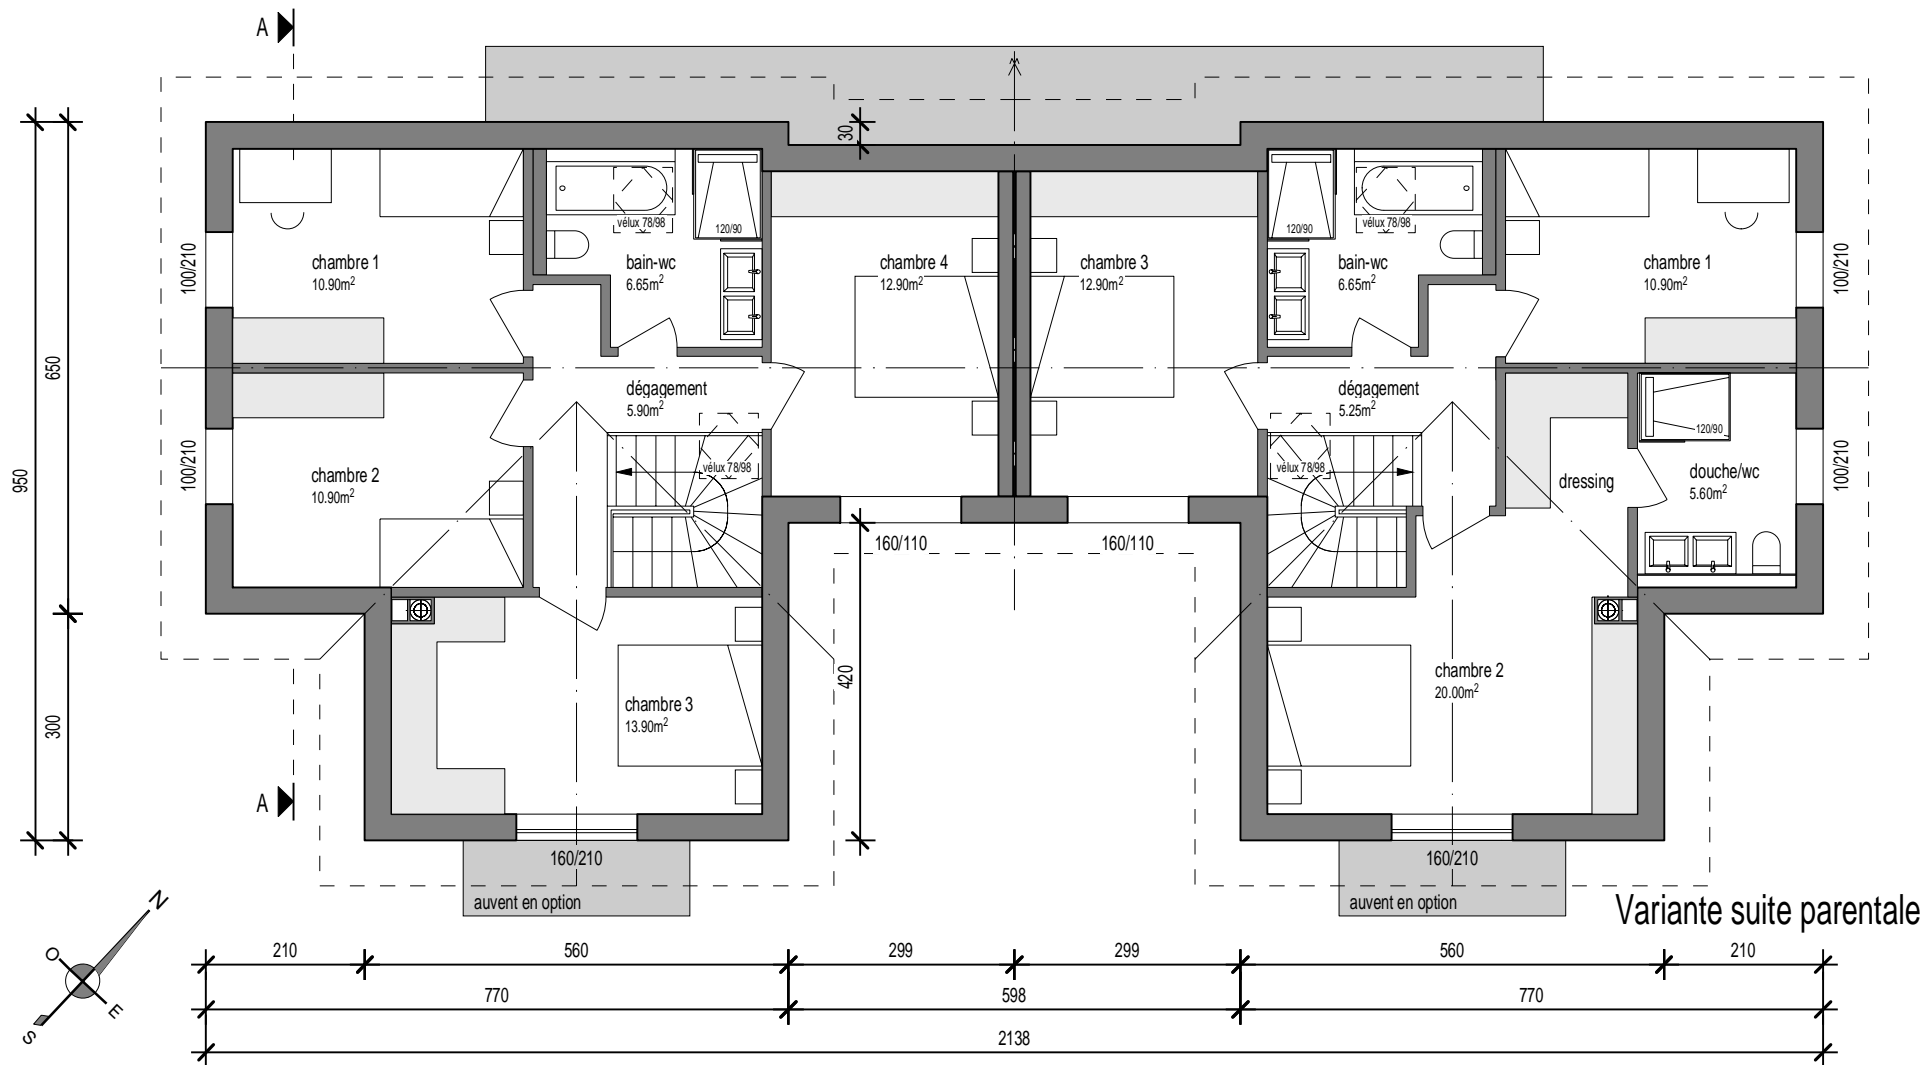 A
30
950
650
300
100/210
100/210
chambre 1
10.90m²
bain-wc
6.65m²
vélux 78/98
120/90
chambre 4
12.90m²
chambre 3
12.90m²
120/90
vélux 78/98
bain-wc
6.65m²
chambre 1
10.90m²
100/210
dégagement
5.90m²
dégagement
5.25m²
120/90
chambre 2
10.90m²
vélux 78/98
vélux 78/98
dressing
douche/wc
5.60m²
100/210
160/110
160/110
420
chambre 3
13.90m²
chambre 2
20.00m²
A
160/210
160/210
auvent en option
auvent en option
Variante suite parentale
N
O
E
S
210
560
299
299
560
210
770
598
770
2138